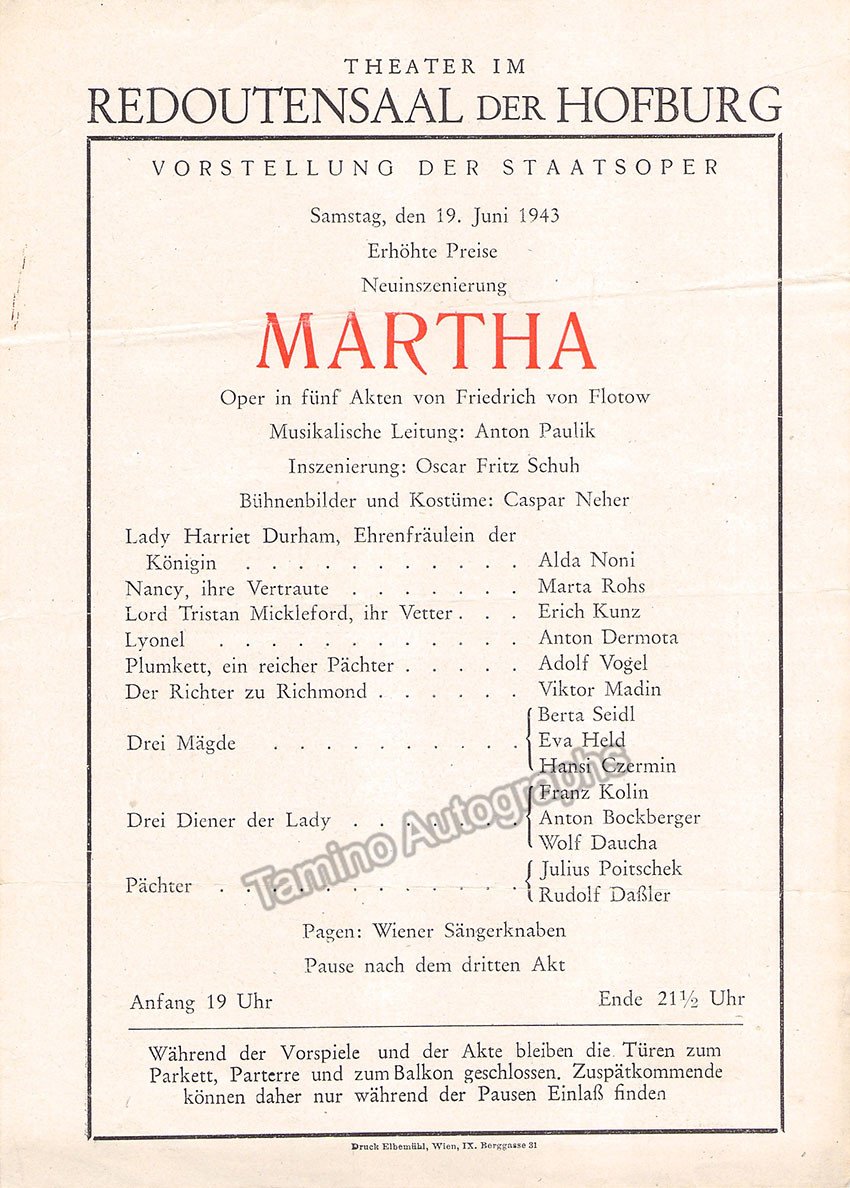 THEATER IM
REDOUTENSAAL DER HOFBURG
VORSTELLUNG DER STAATSOPER
Samstag, den 19. Juni 1943
Erhöhte Preise
Neuinszenierung
MARTHA
Oper in fünf Akten von Friedrich von Flotow
Musikalische Leitung: Anton Paulik
Inszenierung: Oscar Fritz Schuh
Bühnenbilder und Kostüme: Caspar Neher
Lady Harriet Durham, Ehrenfräulein der
Königin . . . . . . . . . . . . Alda Noni
Nancy, ihre Vertraute . . . . . . . Marta Rohs
Lord Tristan Mickleford, ihr Vetter . . . Erich Kunz
Lyonel . . . . . . . . . . . . Anton Dermota
Plumkett, ein reicher Pächter . . . . . Adolf Vogel
Der Richter zu Richmond . . . . . . Viktor Madin
Berta Seidl
Drei Mägde . . . . . . . . . . Eva Held
Hansi Czermin
Franz Kolin
Drei Diener der Lady . . . . . . . Anton Bockberger
Wolf Daucha
Julius Poitschek
Pächter . . . . . . . . . . . . Rudolf Daßler
Tamino Autographs
Pagen: Wiener Sängerknaben
Pause nach dem dritten Akt
Anfang 19 Uhr Ende 21½ Uhr
Während der Vorspiele und der Akte bleiben die Türen zum
Parkett, Parterre und zum Balkon geschlossen. Zuspätkommende
können daher nur während der Pausen Einlaß finden
Druck Elbemühl, Wien, IX. Berggasse 31